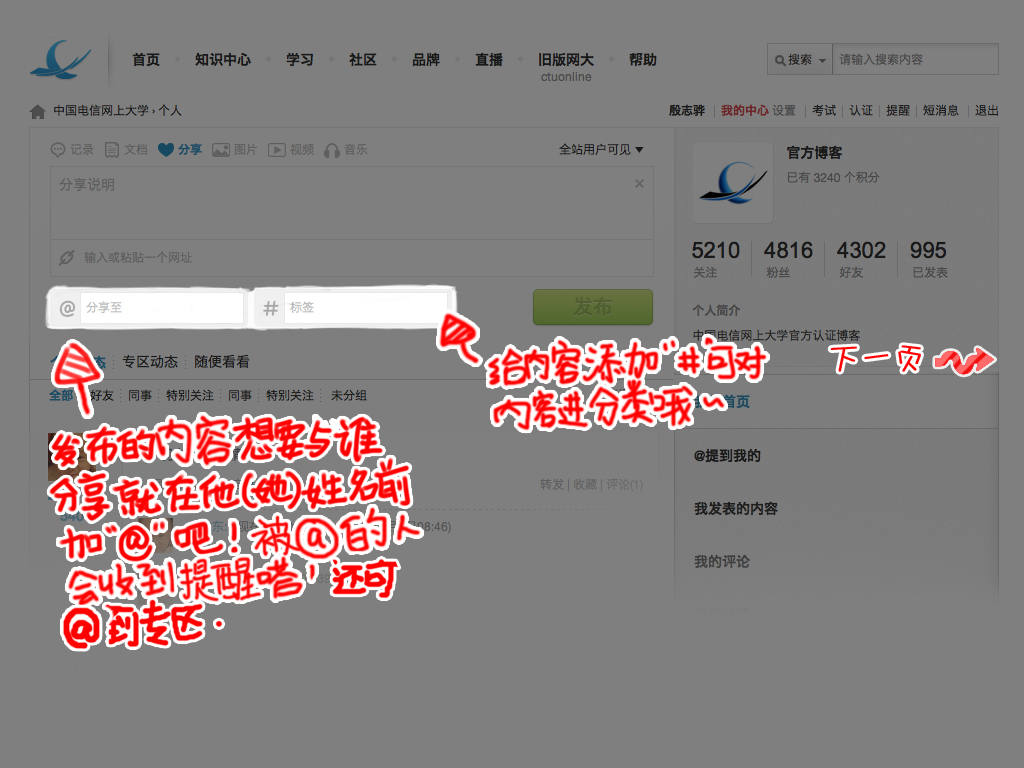 首页 知识中心 学习 社区 品牌 直播 旧版网大 帮助
ctuonline
搜索 请输入搜索内容
中国电信网上大学 › 个人
殷志骅 我的中心 设置 考试 认证 提醒 短消息 退出
记录 文档 分享 图片 视频 音乐 全站用户可见
分享说明
输入或粘贴一个网址
@ 分享至 # 标签 发布
官方博客
已有 3240 个积分
5210 4816 4302 995
关注 粉丝 好友 已发表
个人简介
中国电信网上大学官方认证博客
下一页
态 专区动态 随便看看
全部 好友 同事 特别关注 同事 特别关注 未分组
给内容添加"#"可对
内容进分类哦~
首页
@提到我的
我发表的内容
我的评论
发布的内容想要与谁
分享就在他(她)姓名前
加"@"吧!被@的人
会收到提醒嗒!还可
@到专区.
转发 | 收藏 | 评论(1)
08:46)